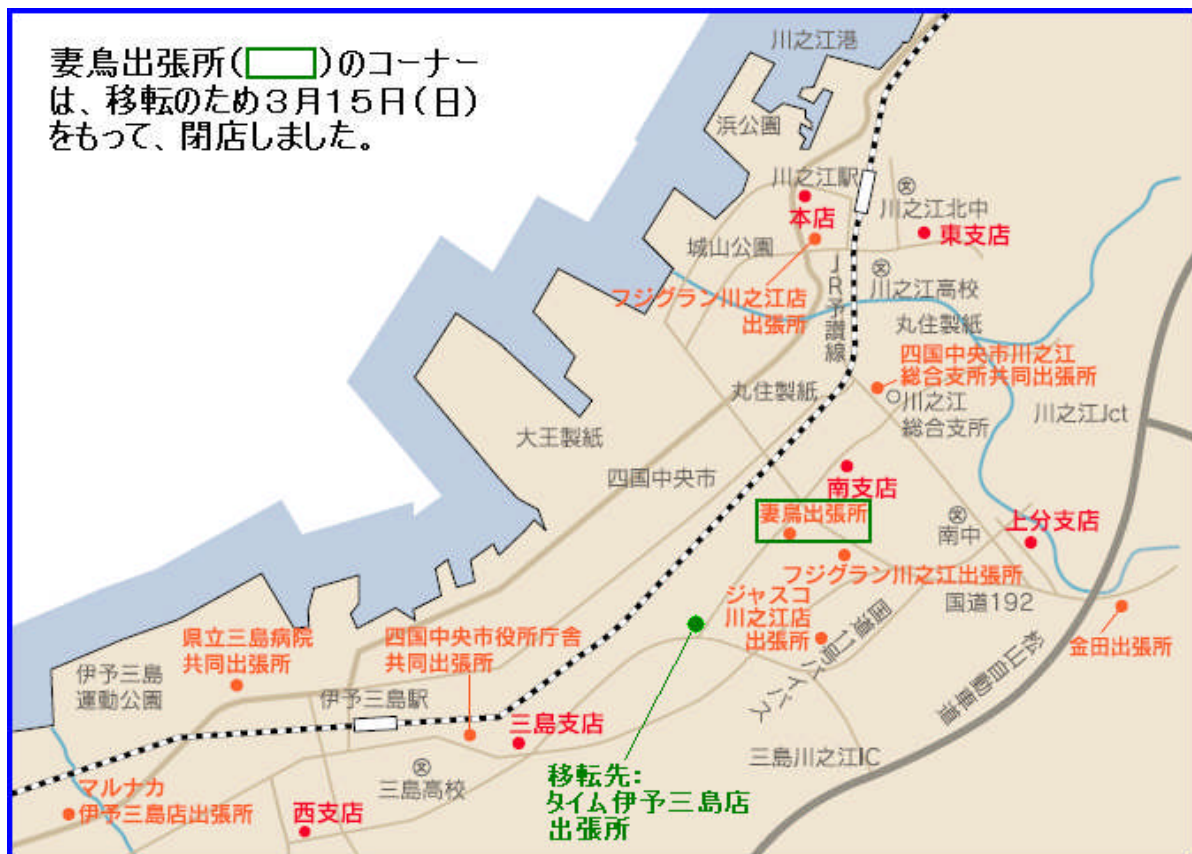 妻鳥出張所(　　)のコーナー
は、移転のため３月１５日(日)
をもって、閉店しました。
川之江港
浜公園
川之江駅
本店
川之江北中
東支店
城山公園
フジグラン川之江店
出張所
JR予讃線
川之江高校
丸住製紙
四国中央市川之江
総合支所共同出張所
丸住製紙
川之江
総合支所
川之江Jct
大王製紙
四国中央市
南支店
妻鳥出張所
南中
上分支店
フジグラン川之江出張所
国道192
ジャスコ
川之江店
出張所
国道11号バイパス
松山自動車道
金田出張所
県立三島病院
共同出張所
四国中央市役所庁舎
共同出張所
伊予三島
運動公園
伊予三島駅
三島支店
三島川之江IC
三島高校
移転先：
タイム伊予三島店
出張所
マルナカ
伊予三島店出張所
西支店